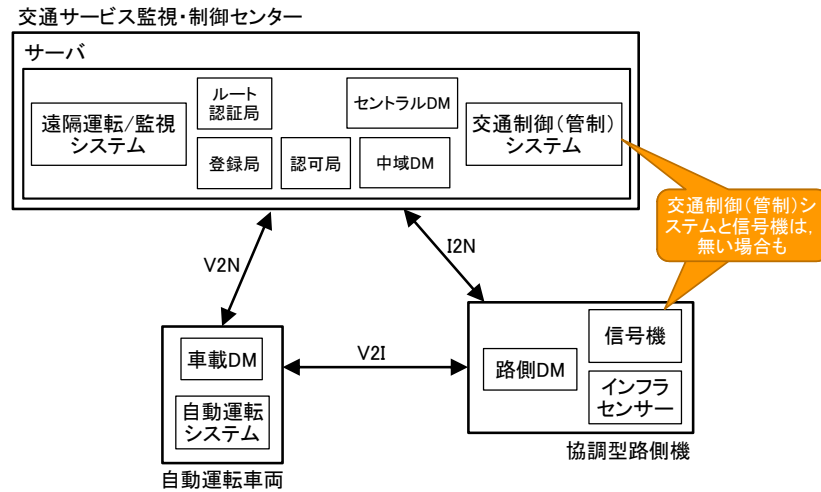 交通サービス監視・制御センター
サーバ
ルート
認証局
セントラルDM
遠隔運転/監視
システム
交通制御(管制)
システム
登録局
認可局
中域DM
交通制御(管制)シ
ステムと信号機は,
無い場合も
V2N
I2N
車載DM
V2I
路側DM
信号機
インフラ
センサー
自動運転
システム
協調型路側機
自動運転車両